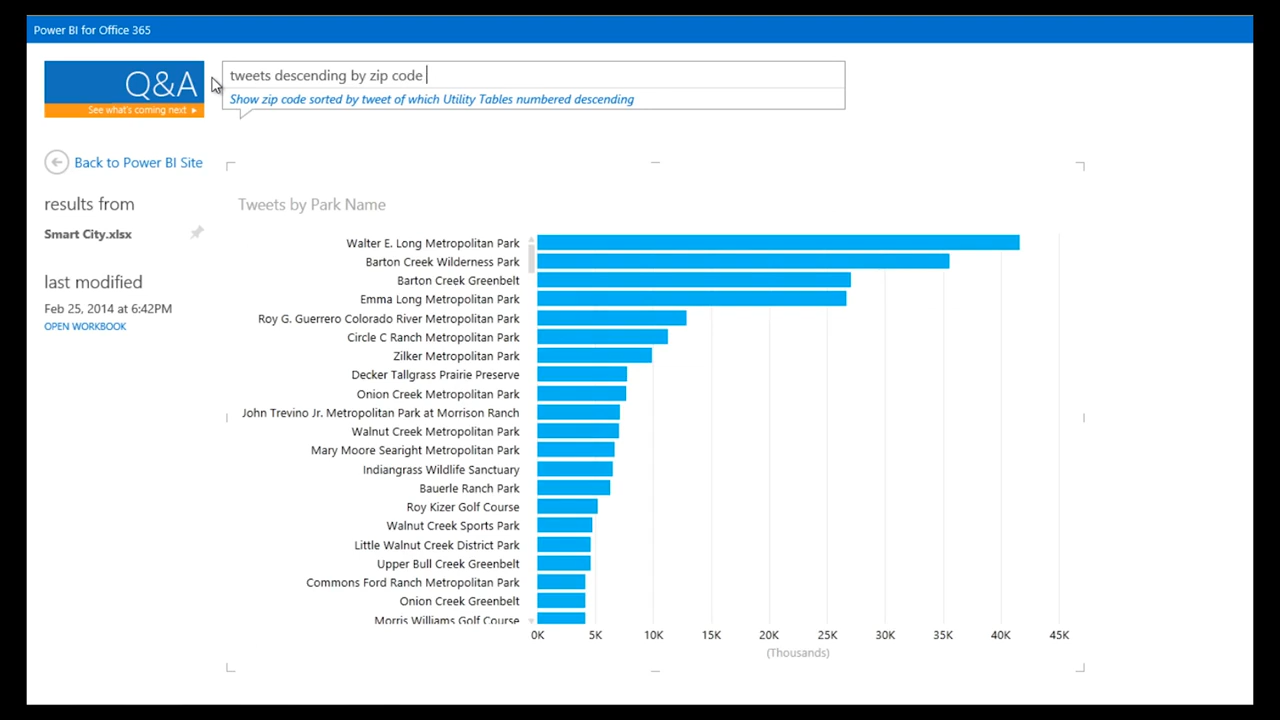 Power BI for Office 365
Q&A
See what's coming next ▸
tweets descending by zip code
Show zip code sorted by tweet of which Utility Tables numbered descending
Back to Power BI Site
results from
Smart City.xlsx
last modified
Feb 25, 2014 at 6:42PM
OPEN WORKBOOK
Tweets by Park Name
Walter E. Long Metropolitan Park
Barton Creek Wilderness Park
Barton Creek Greenbelt
Emma Long Metropolitan Park
Roy G. Guerrero Colorado River Metropolitan Park
Circle C Ranch Metropolitan Park
Zilker Metropolitan Park
Decker Tallgrass Prairie Preserve
Onion Creek Metropolitan Park
John Trevino Jr. Metropolitan Park at Morrison Ranch
Walnut Creek Metropolitan Park
Mary Moore Searight Metropolitan Park
Indiangrass Wildlife Sanctuary
Bauerle Ranch Park
Roy Kizer Golf Course
Walnut Creek Sports Park
Little Walnut Creek District Park
Upper Bull Creek Greenbelt
Commons Ford Ranch Metropolitan Park
Onion Creek Greenbelt
Morris Williams Golf Course
0K 5K 10K 15K 20K 25K 30K 35K 40K 45K
(Thousands)